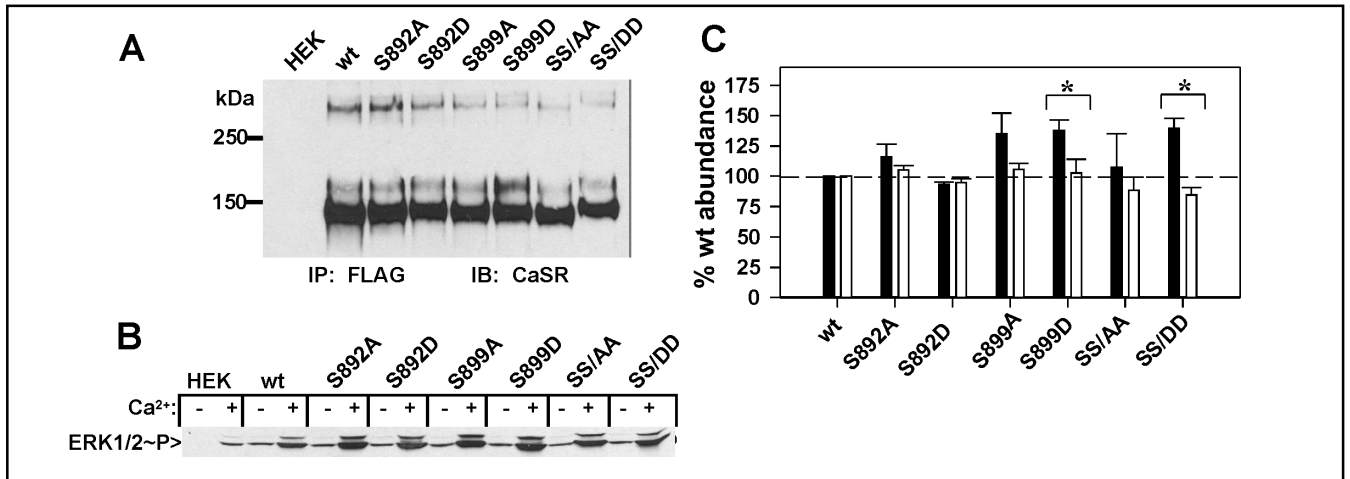 A
HEK wt S892A S892D S899A S899D SS/AA SS/DD
kDa
250
150
IP: FLAG IB: CaSR
B
HEK wt S892A S892D S899A S899D SS/AA SS/DD
Ca²⁺: - + - + - + - + - + - + - + - +
ERK1/2~P>
C
% wt abundance
175
150
125
100
75
50
25
0
* *
wt S892A S892D S899A S899D SS/AA SS/DD